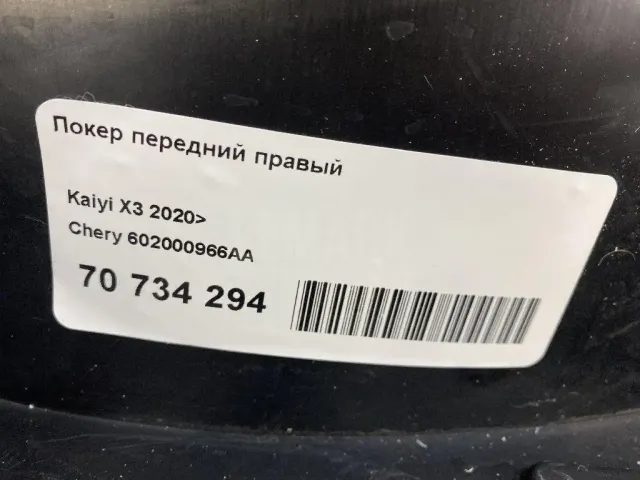 Покер передний правый
Kaiyi X3 2020>
Chery 602000966AA
70 734 294